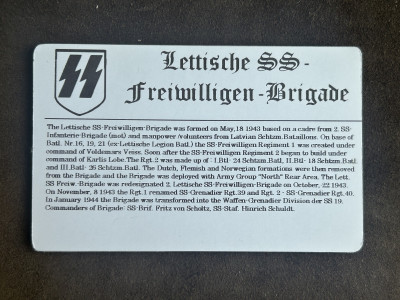 Lettische SS-
Freiwilligen-Brigade
The Lettische SS-Freiwilligen-Brigade was formed on May,18 1943 based on a cadre from 2. SS-
Infanterie-Brigade (mot) and manpower /volunteers from Latvian Schtam.Bataillons. On base of
Batl. Nr.16, 19, 21 (ex-Lettische Legion Batl.) the SS-Freiwilligen Regiment. 1 was created under
command of Voldemars Veiss. Soon after the SS-Freiwilligen Regiment 2 began to build under
command of Karlis Lobe.The Rgt.2 was made up of : I.Btl- 24 Schtzm.Batl, II.Btl- 18 Schtzm.Batl
and III.Batl- 26 Schtzm.Batl. The Dutch, Flemish and Norwegian formations were then removed
from the Brigade and the Brigade was deployed with Army Group "North" Rear Area. The Lett.
SS Freiw. Brigade was redesignated 2. Lettische SS-Freiwilligen-Brigade on October, 22 1943.
On November, 8 1943 the Rgt.1 renamed SS-Grenadier Rgt.39 and Rgt. 2 - SS-Grenadier Rgt.40.
In January 1944 the Brigade was transformed into the Waffen-Grenadier Division der SS 19.
Commanders of Brigade: SS-Brif. Fritz von Scholtz, SS-Staf. Hinrich Schuldt.